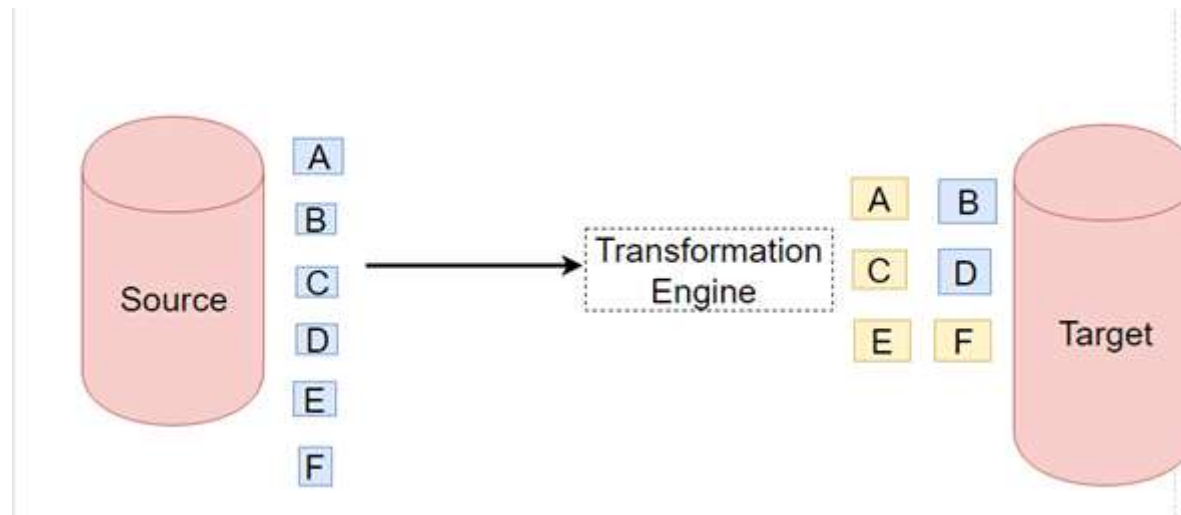 Source
A
B
C
D
E
F
Transformation
Engine
A B
C D
E F
Target